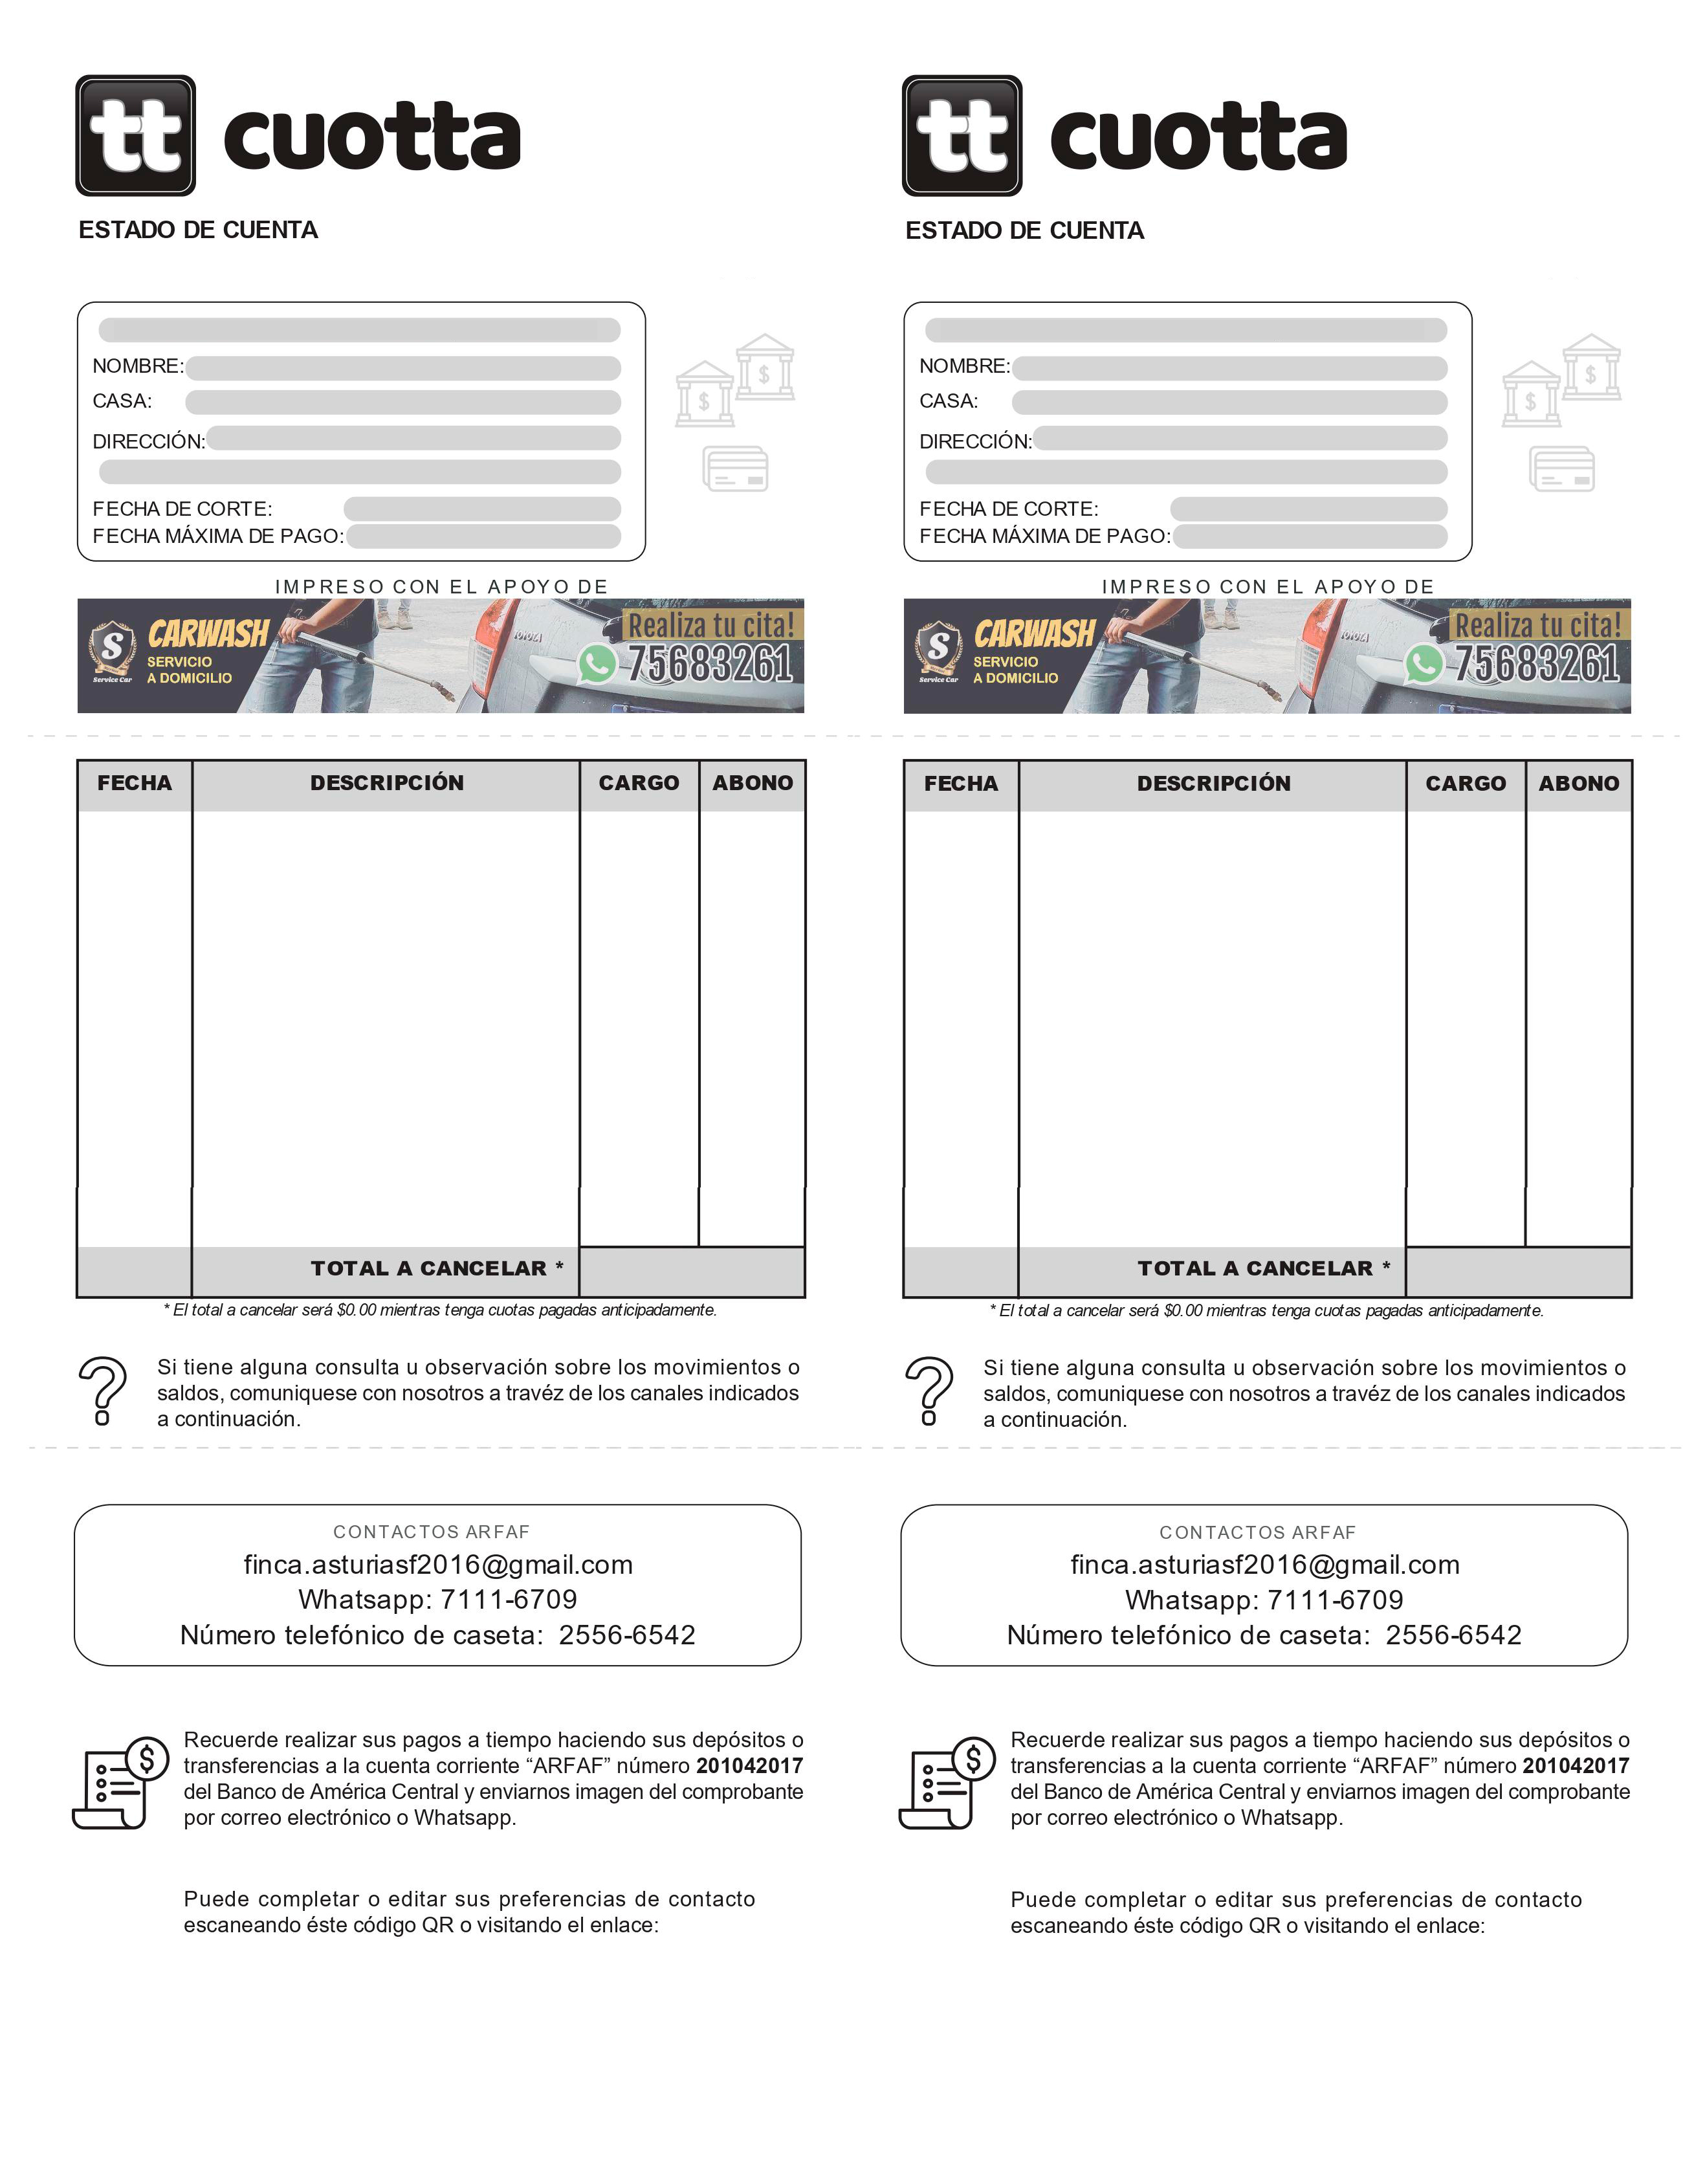 tt cuotta
ESTADO DE CUENTA
NOMBRE:
CASA:
DIRECCIÓN:
FECHA DE CORTE:
FECHA MÁXIMA DE PAGO:
IMPRESO CON EL APOYO DE
S
Service Car
CARWASH
SERVICIO
A DOMICILIO
TOYOTA
Realiza tu cita!
75683261
FECHA DESCRIPCIÓN CARGO ABONO
TOTAL A CANCELAR *
* El total a cancelar será $0.00 mientras tenga cuotas pagadas anticipadamente.
Si tiene alguna consulta u observación sobre los movimientos o
saldos, comuniquese con nosotros a travéz de los canales indicados
a continuación.
CONTACTOS ARFAF
finca.asturiasf2016@gmail.com
Whatsapp: 7111-6709
Número telefónico de caseta: 2556-6542
Recuerde realizar sus pagos a tiempo haciendo sus depósitos o
transferencias a la cuenta corriente “ARFAF” número 201042017
del Banco de América Central y enviarnos imagen del comprobante
por correo electrónico o Whatsapp.
Puede completar o editar sus preferencias de contacto
escaneando éste código QR o visitando el enlace:
tt cuotta
ESTADO DE CUENTA
NOMBRE:
CASA:
DIRECCIÓN:
FECHA DE CORTE:
FECHA MÁXIMA DE PAGO:
IMPRESO CON EL APOYO DE
S
Service Car
CARWASH
SERVICIO
A DOMICILIO
TOYOTA
Realiza tu cita!
75683261
FECHA DESCRIPCIÓN CARGO ABONO
TOTAL A CANCELAR *
* El total a cancelar será $0.00 mientras tenga cuotas pagadas anticipadamente.
Si tiene alguna consulta u observación sobre los movimientos o
saldos, comuniquese con nosotros a travéz de los canales indicados
a continuación.
CONTACTOS ARFAF
finca.asturiasf2016@gmail.com
Whatsapp: 7111-6709
Número telefónico de caseta: 2556-6542
Recuerde realizar sus pagos a tiempo haciendo sus depósitos o
transferencias a la cuenta corriente “ARFAF” número 201042017
del Banco de América Central y enviarnos imagen del comprobante
por correo electrónico o Whatsapp.
Puede completar o editar sus preferencias de contacto
escaneando éste código QR o visitando el enlace: